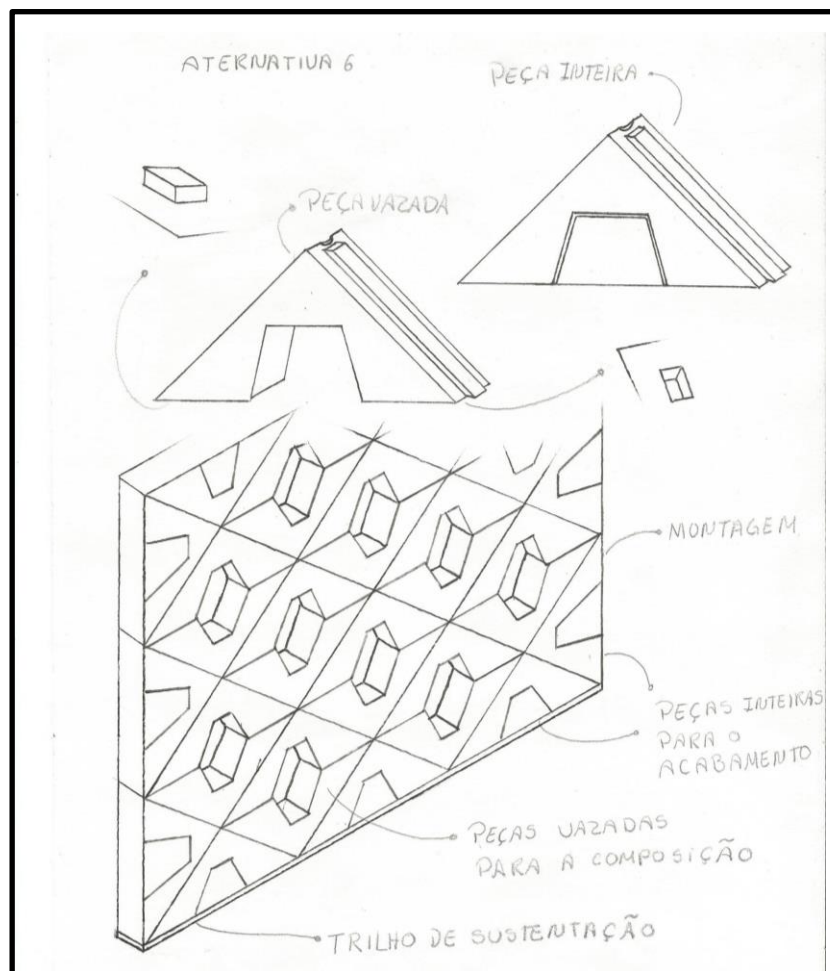 ATERNATIVA 6
PEÇA INTEIRA
PEÇA VAZADA
MONTAGEM
PEÇAS INTEIRAS
PARA O
ACABAMENTO
PEÇAS VAZADAS
PARA A COMPOSIÇÃO
TRILHO DE SUSTENTAÇÃO